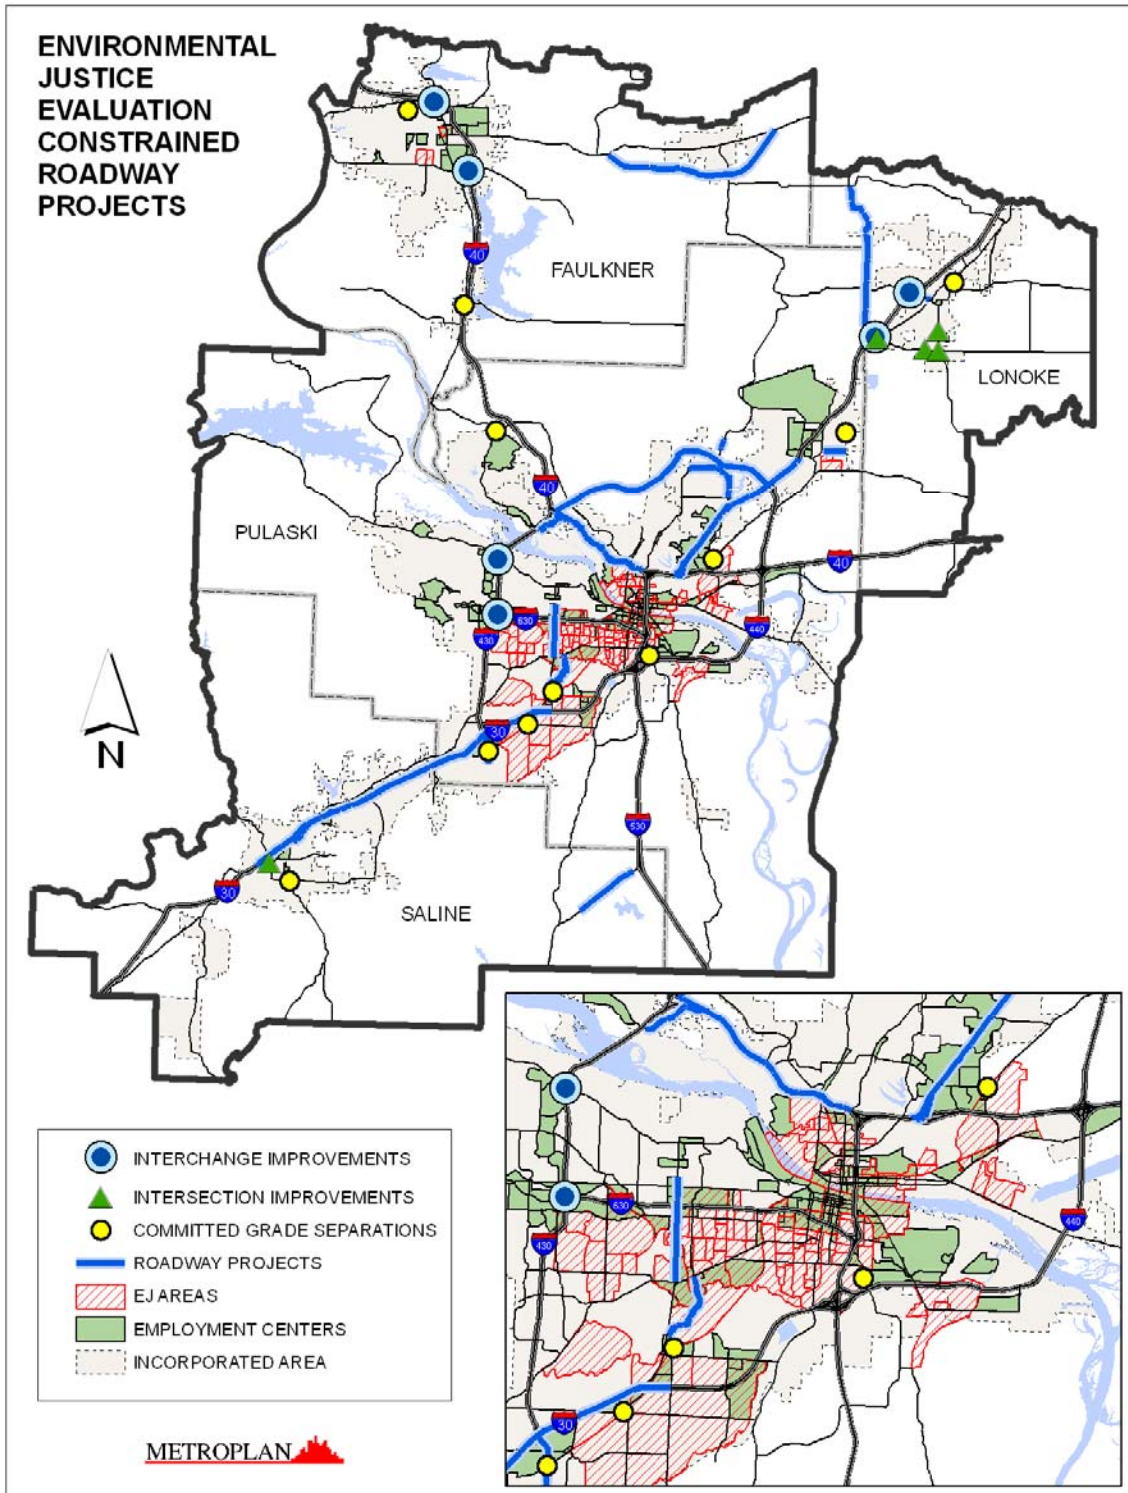 ENVIRONMENTAL
JUSTICE
EVALUATION
CONSTRAINED
ROADWAY
PROJECTS
40
FAULKNER
LONOKE
40
PULASKI
40
630
430
440
30
N
530
30
SALINE
INTERCHANGE IMPROVEMENTS
INTERSECTION IMPROVEMENTS
COMMITTED GRADE SEPARATIONS
ROADWAY PROJECTS
EJ AREAS
EMPLOYMENT CENTERS
INCORPORATED AREA
METROPLAN
630
430
440
30